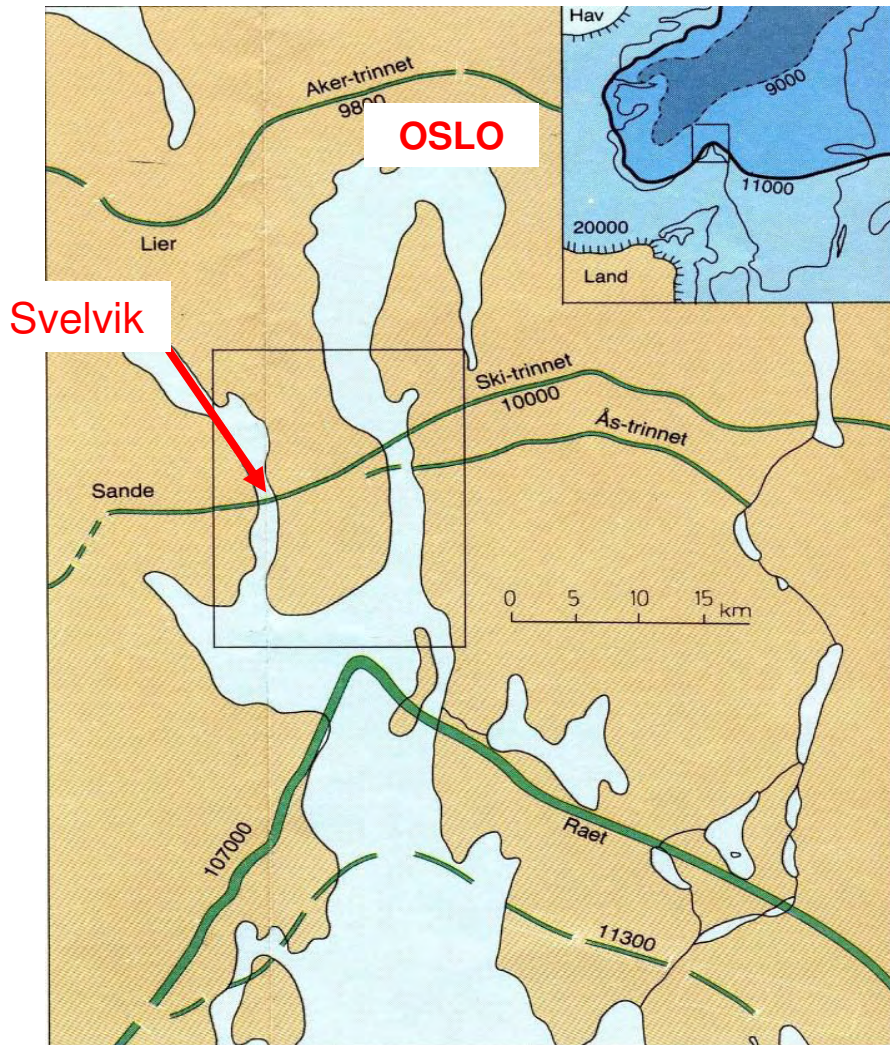 Hav
Aker-trinnet
9800
OSLO
9000
11000
20000
Lier
Land
Svelvik
Ski-trinnet
10000
Ås-trinnet
Sande
0 5 10 15 km
107000
Raet
11300